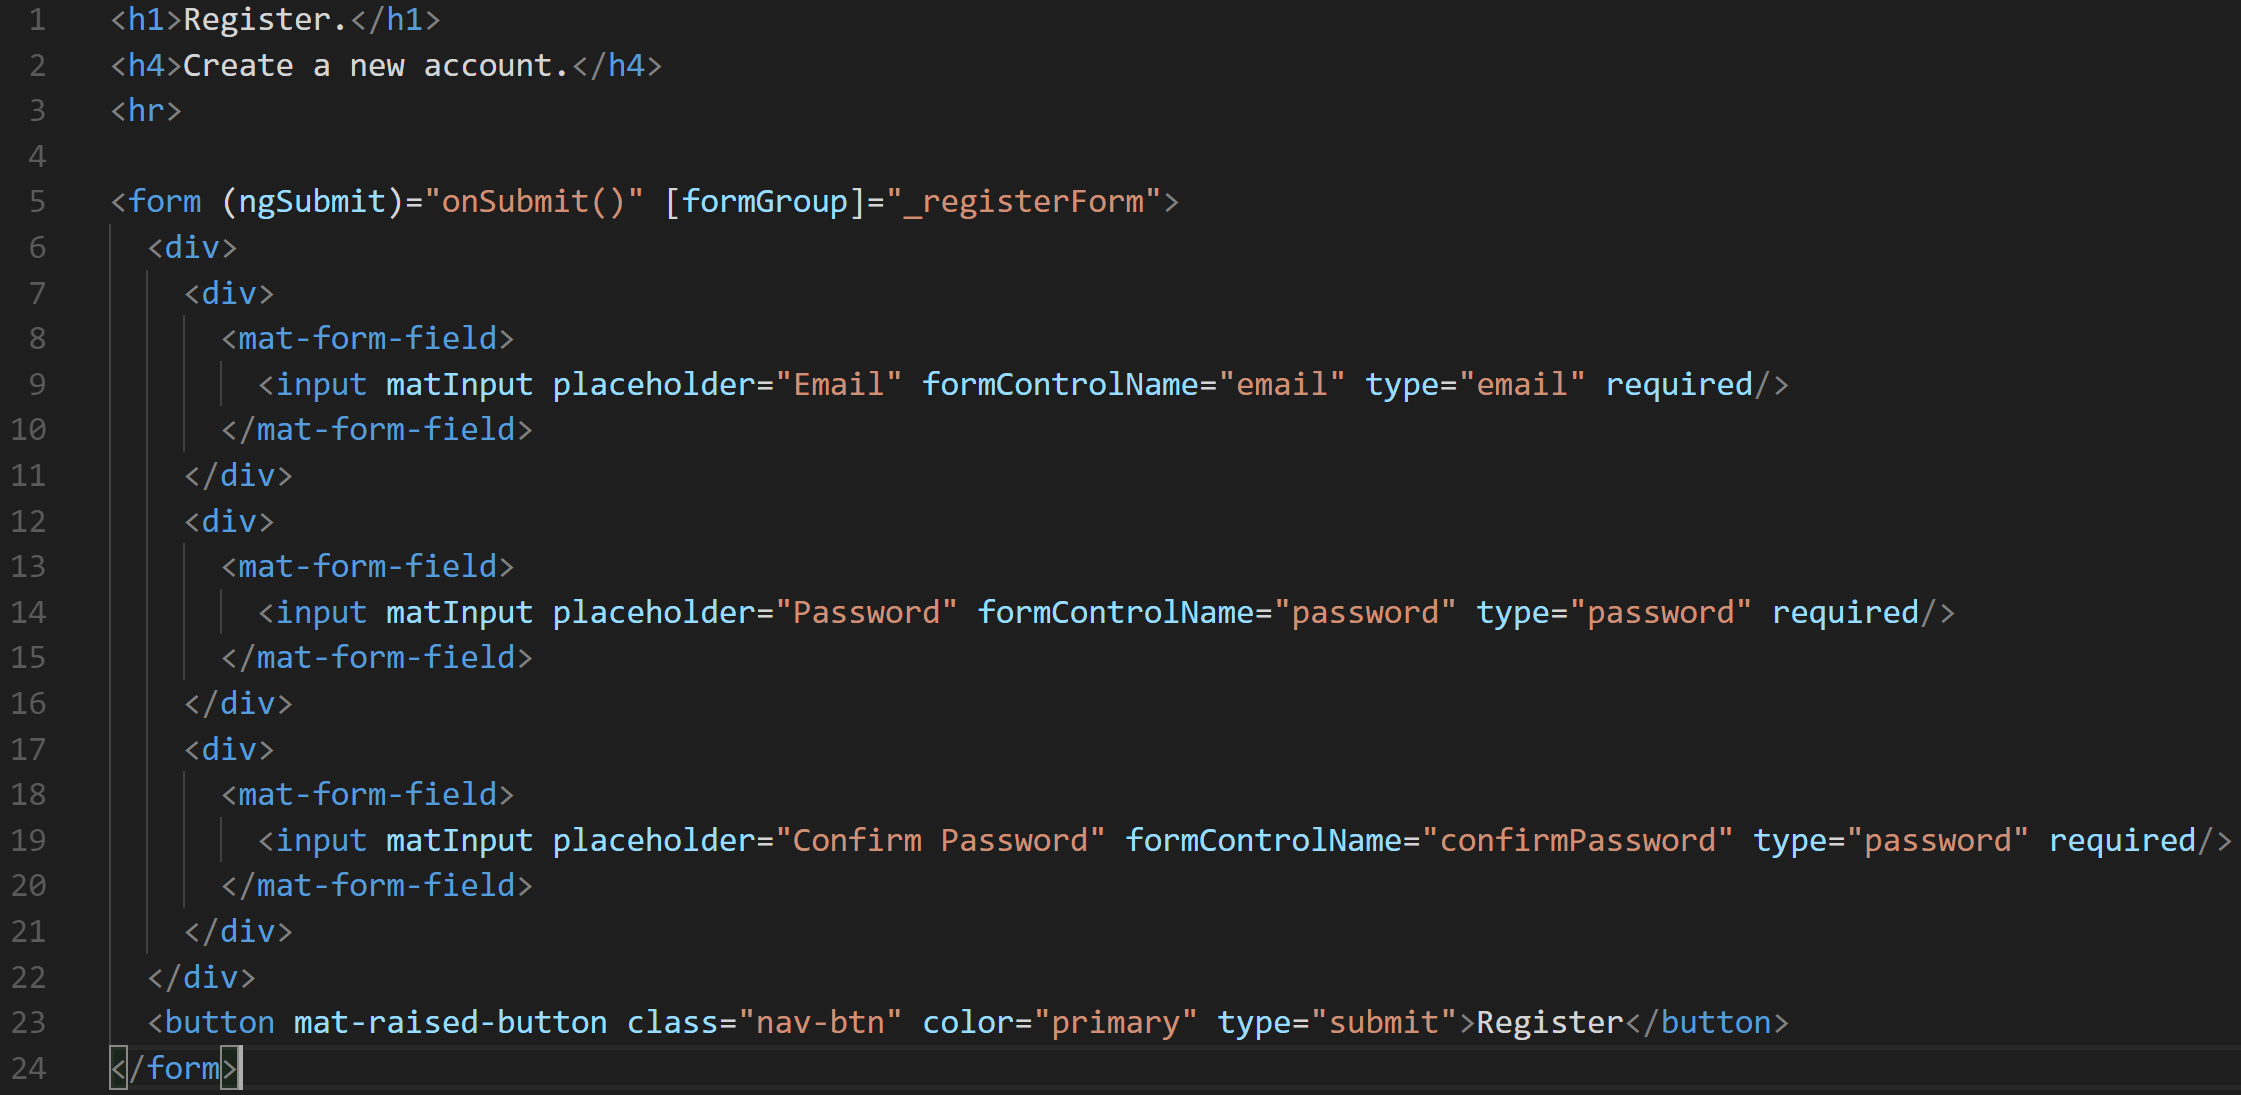 1 <h1>Register.</h1>
2 <h4>Create a new account.</h4>
3 <hr>
4
5 <form (ngSubmit)="onSubmit()" [formGroup]="_registerForm">
6   <div>
7     <div>
8       <mat-form-field>
9         <input matInput placeholder="Email" formControlName="email" type="email" required/>
10       </mat-form-field>
11     </div>
12     <div>
13       <mat-form-field>
14         <input matInput placeholder="Password" formControlName="password" type="password" required/>
15       </mat-form-field>
16     </div>
17     <div>
18       <mat-form-field>
19         <input matInput placeholder="Confirm Password" formControlName="confirmPassword" type="password" required/>
20       </mat-form-field>
21     </div>
22   </div>
23   <button mat-raised-button class="nav-btn" color="primary" type="submit">Register</button>
24 </form>